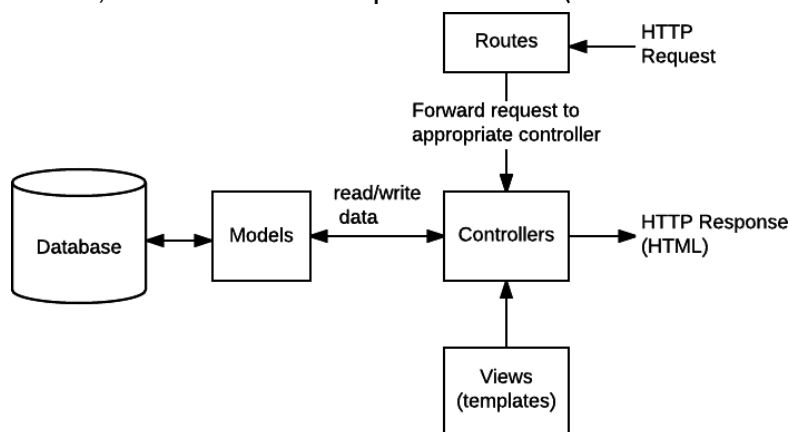 Routes
HTTP
Request
Forward request to
appropriate controller
read/write
data
Database
Models
Controllers
HTTP Response
(HTML)
Views
(templates)